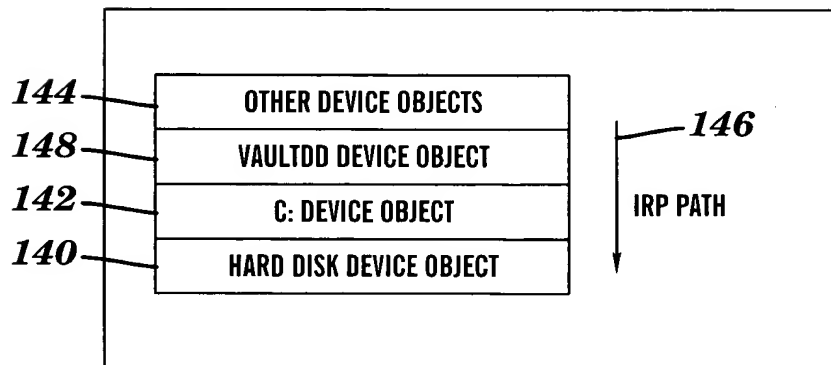 144 OTHER DEVICE OBJECTS
146
148 VAULTDD DEVICE OBJECT
142 C: DEVICE OBJECT
IRP PATH
140 HARD DISK DEVICE OBJECT